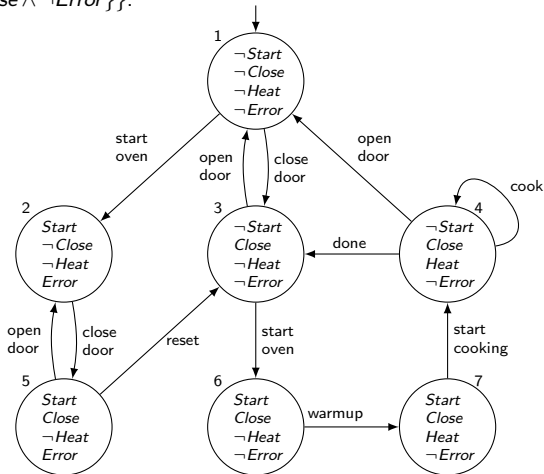 se ∧ ¬Error}}.
1
¬Start
¬Close
¬Heat
¬Error
start
oven
open
door
close
door
open
door
cook
2
Start
¬Close
¬Heat
Error
3
¬Start
Close
¬Heat
¬Error
done
4
¬Start
Close
Heat
¬Error
open
door
close
door
reset
start
oven
start
cooking
5
Start
Close
¬Heat
Error
6
Start
Close
¬Heat
¬Error
warmup
7
Start
Close
Heat
¬Error